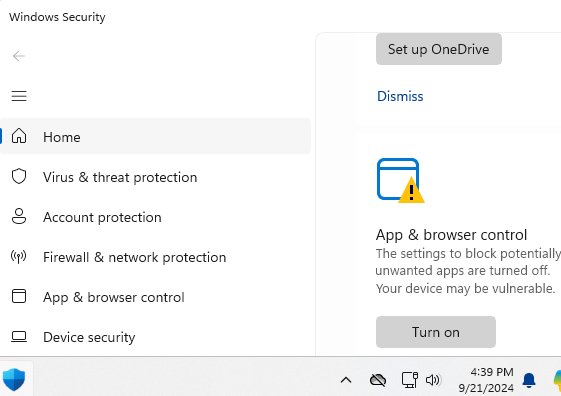 Windows Security
Set up OneDrive
Dismiss
Home
Virus & threat protection
Account protection
Firewall & network protection
App & browser control
Device security
App & browser control
The settings to block potentially
unwanted apps are turned off.
Your device may be vulnerable.
Turn on
4:39 PM
9/21/2024